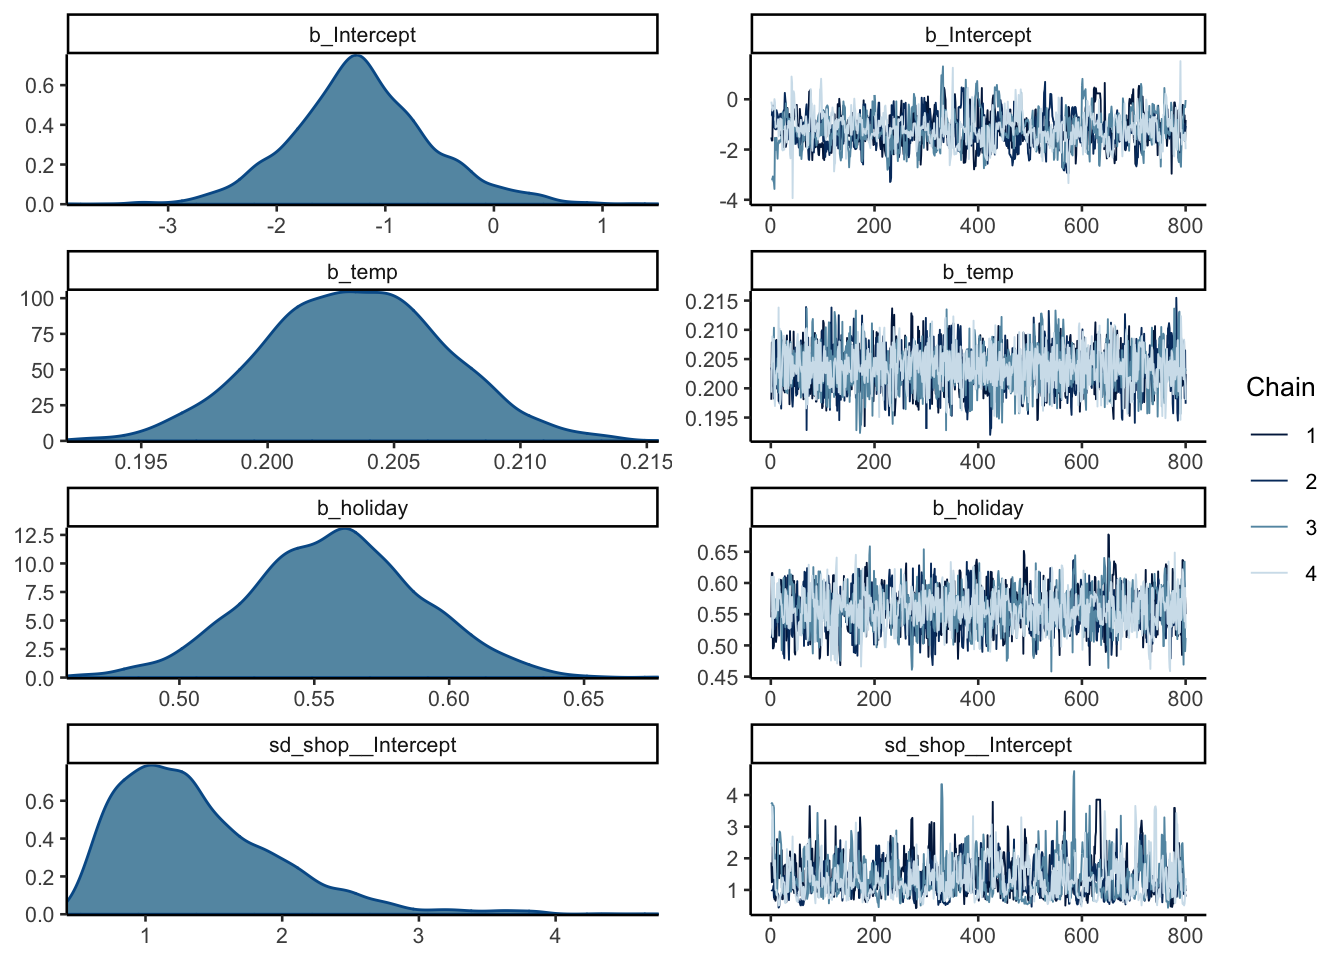 b_Intercept
0.6
0.4
0.2
0.0
-3 -2 -1 0 1
b_Intercept
0
-2
-4
0 200 400 600 800
b_temp
100
75
50
25
0
0.195 0.200 0.205 0.210 0.215
b_temp
0.215
0.210
0.205
0.200
0.195
0 200 400 600 800
b_holiday
12.5
10.0
7.5
5.0
2.5
0.0
0.50 0.55 0.60 0.65
b_holiday
0.65
0.60
0.55
0.50
0.45
0 200 400 600 800
sd_shop__Intercept
0.6
0.4
0.2
0.0
1 2 3 4
sd_shop__Intercept
4
3
2
1
0 200 400 600 800
Chain
1
2
3
4